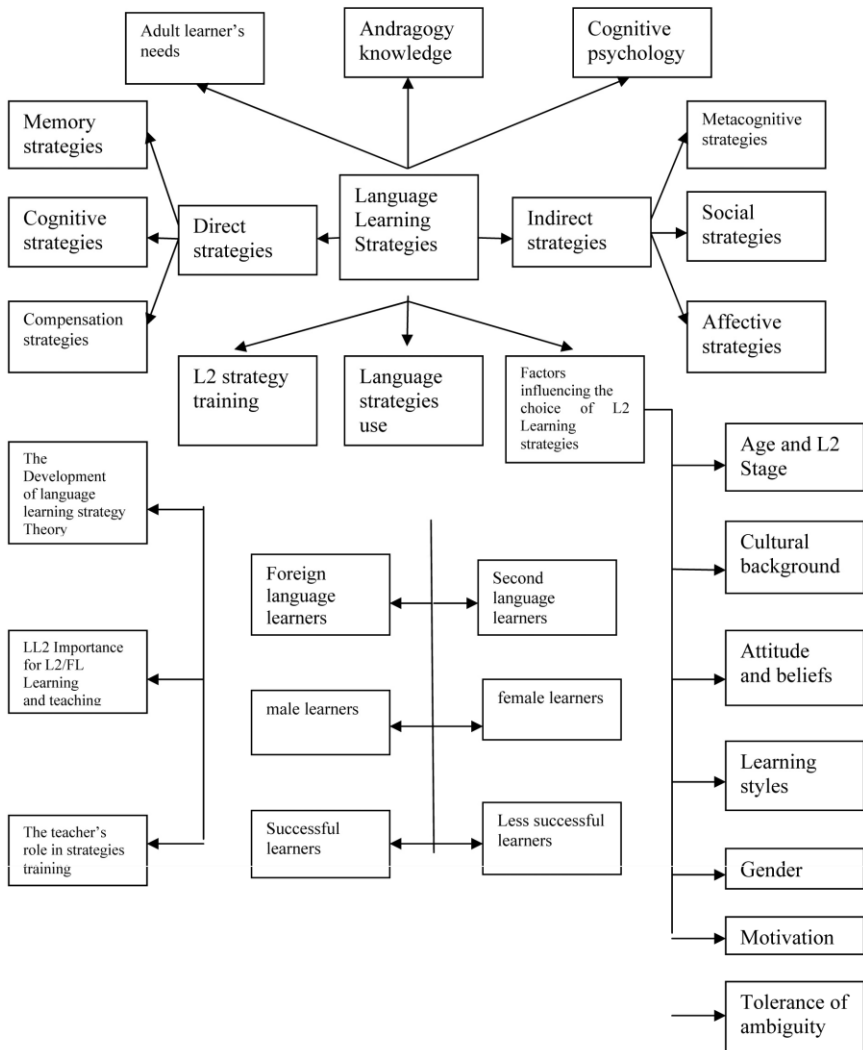 Adult learner's
needs
Andragogy
knowledge
Cognitive
psychology
Memory
strategies
Metacognitive
strategies
Cognitive
strategies
Direct
strategies
Language
Learning
Strategies
Indirect
strategies
Social
strategies
Compensation
strategies
Affective
strategies
L2 strategy
training
Language
strategies
use
Factors
influencing the
choice of L2
Learning
strategies
The
Development
of language
learning strategy
Theory
Age and L2
Stage
Foreign
language
learners
Second
language
learners
Cultural
background
LL2 Importance
for L2/FL
Learning
and teaching
male learners
female learners
Attitude
and beliefs
Learning
styles
The teacher's
role in strategies
training
Successful
learners
Less successful
learners
Gender
Motivation
Tolerance of
ambiguity